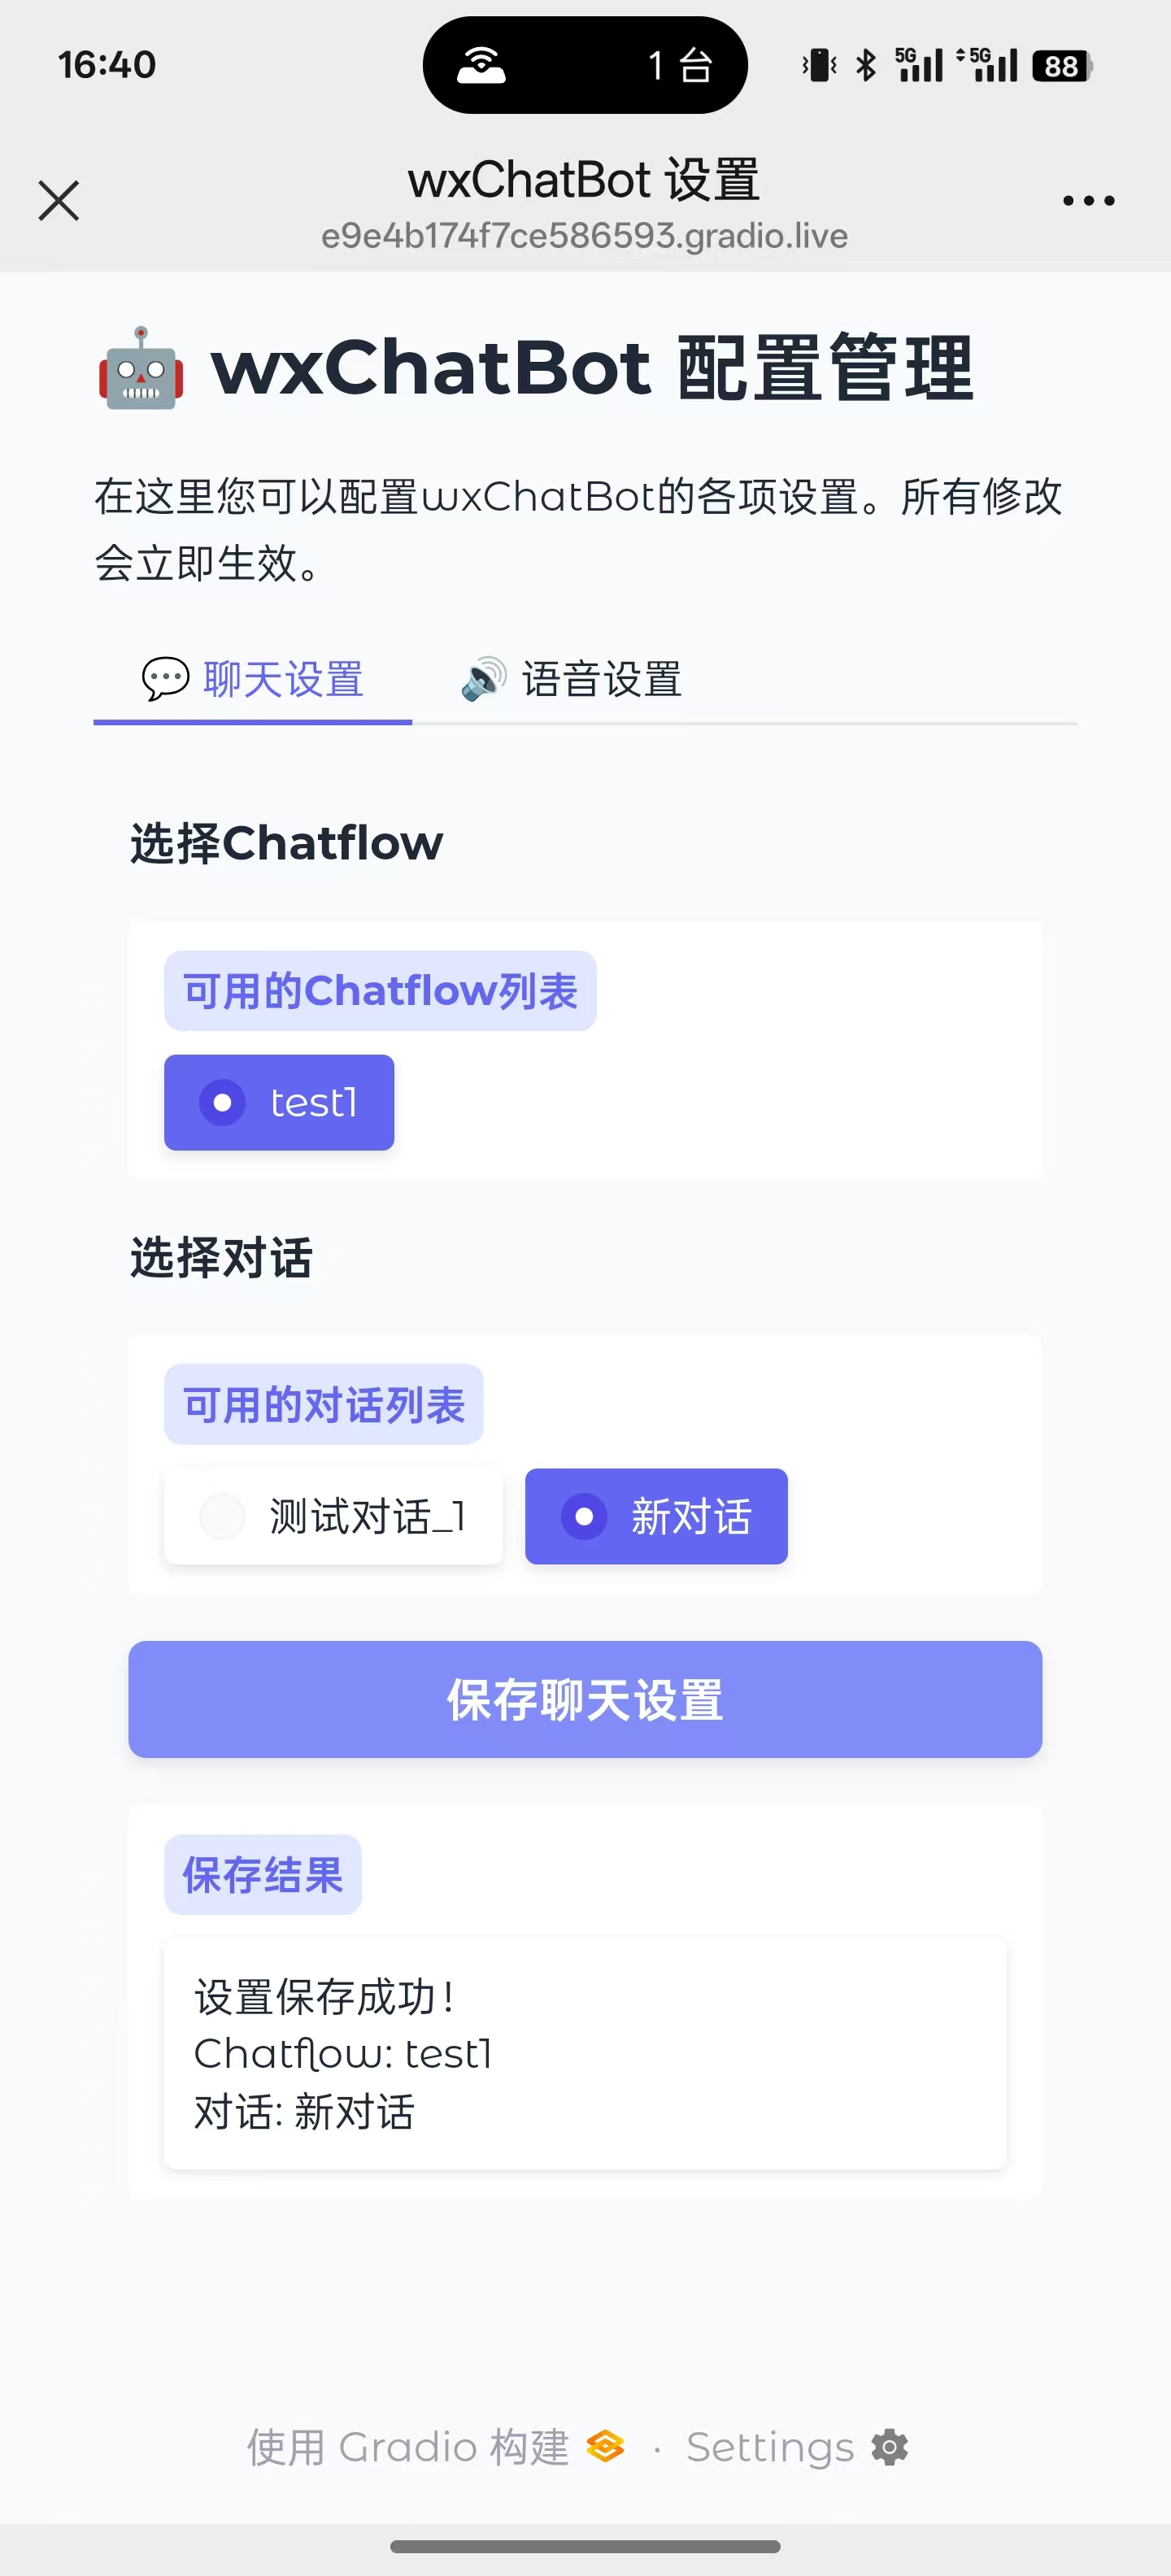 16:40
1 台
5G
5G
88
wxChatBot 设置
e9e4b174f7ce586593.gradio.live
wxChatBot 配置管理
在这里您可以配置wxChatBot的各项设置。所有修改
会立即生效。
聊天设置
语音设置
选择Chatflow
可用的Chatflow列表
test1
选择对话
可用的对话列表
测试对话_1
新对话
保存聊天设置
保存结果
设置保存成功!
Chatflow: test1
对话: 新对话
使用 Gradio 构建 · Settings